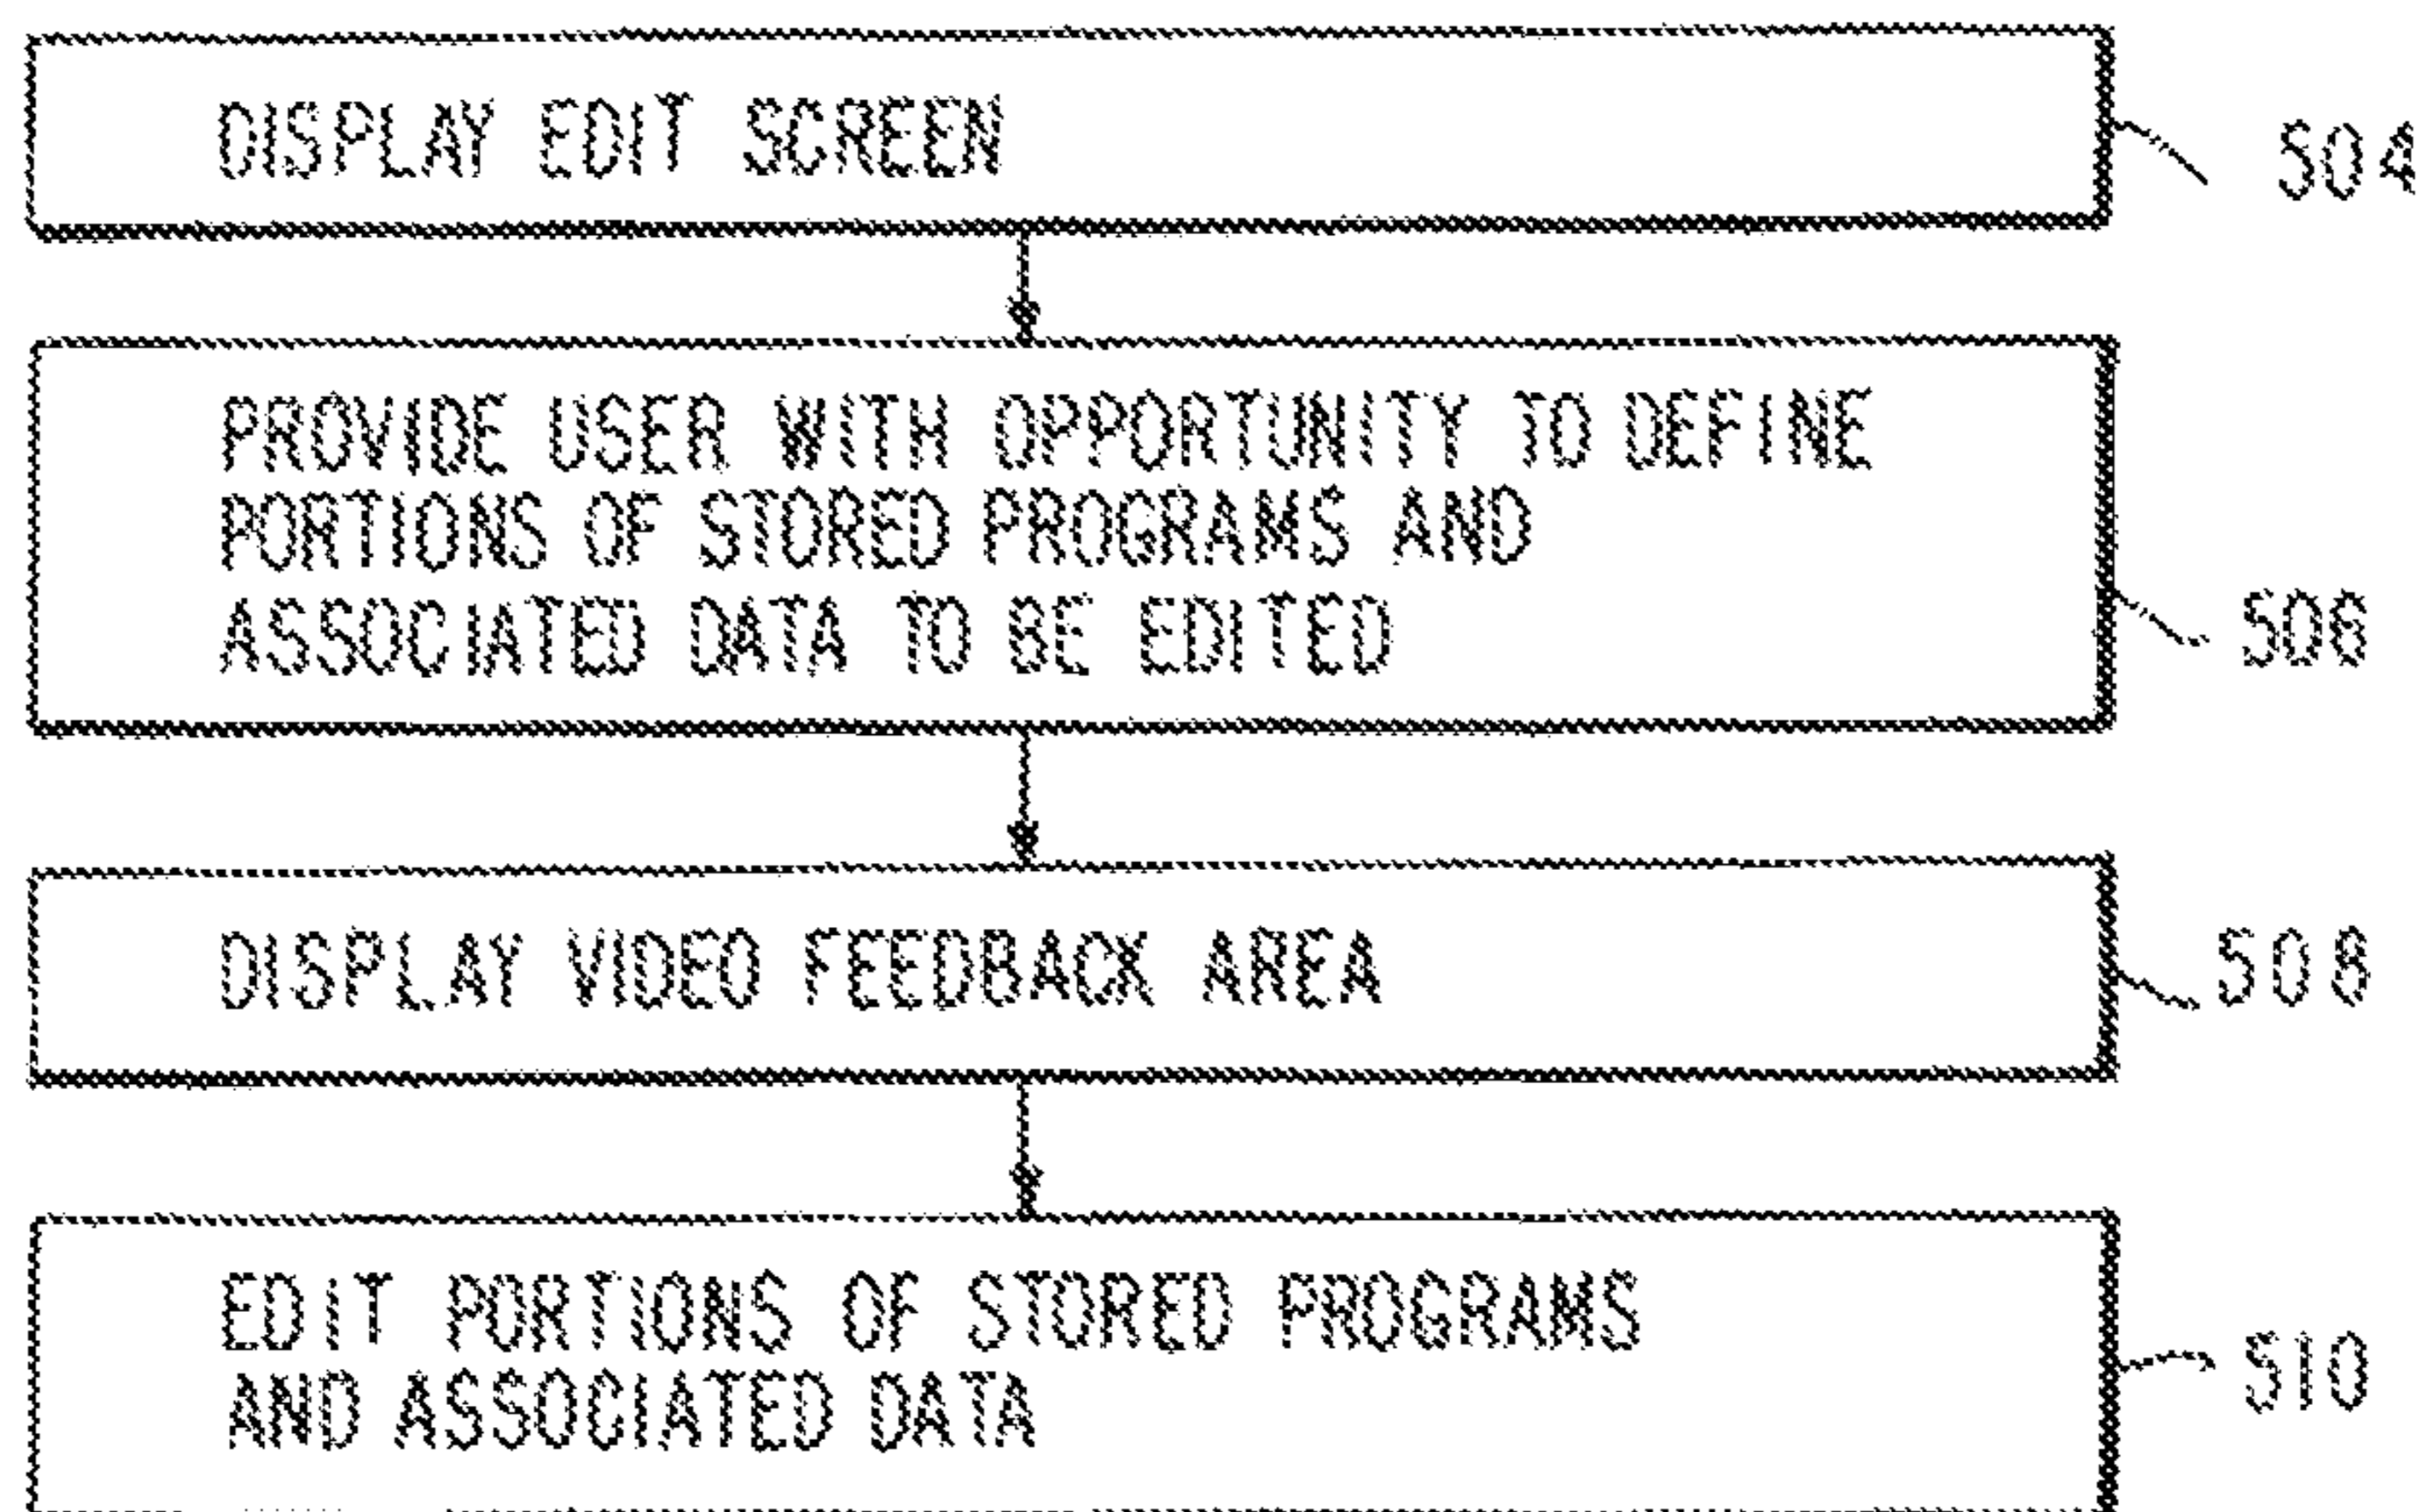 DISPLAY EDIT SCREEN
504
PROVIDE USER WITH OPPORTUNITY TO DEFINE
PORTIONS OF STORED PROGRAMS AND
ASSOCIATED DATA TO BE EDITED
506
DISPLAY VIDEO FEEDBACK AREA
508
EDIT PORTIONS OF STORED PROGRAMS
AND ASSOCIATED DATA
510